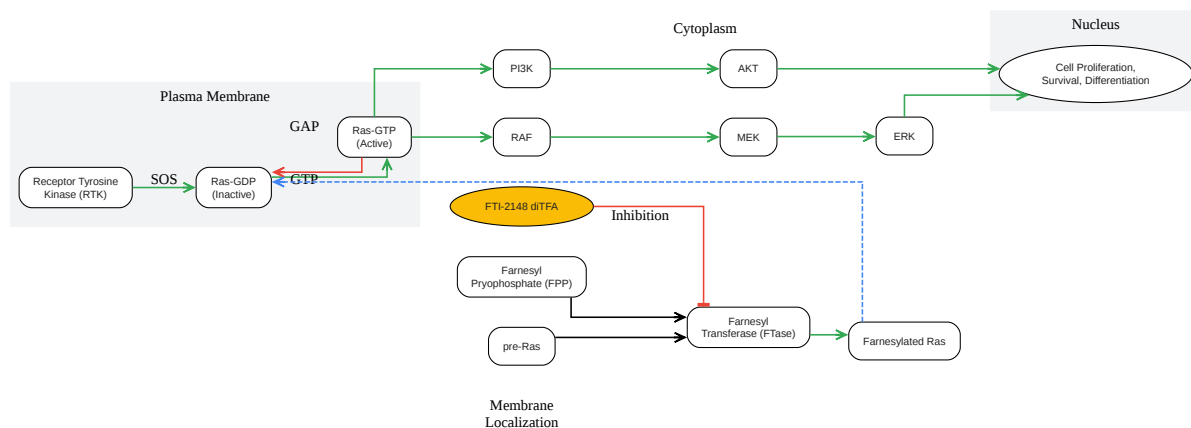 Nucleus
Cytoplasm
PI3K
AKT
Cell Proliferation,
Survival, Differentiation
Plasma Membrane
GAP
Ras-GTP
(Active)
RAF
MEK
ERK
Receptor Tyrosine
Kinase (RTK)
SOS
Ras-GDP
(Inactive)
GTP
FTI-2148 diTFA
Inhibition
Farnesyl
Pryophosphate (FPP)
Farnesyl
Transferase (FTase)
pre-Ras
Farnesylated Ras
Membrane
Localization